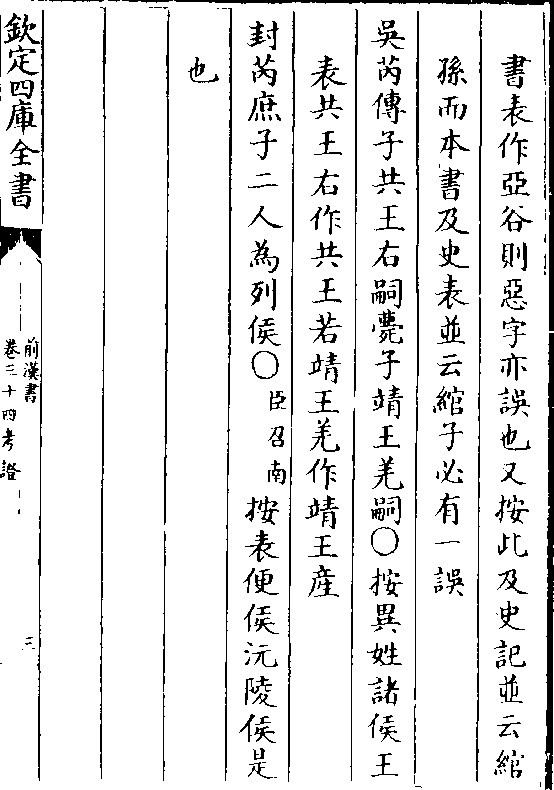 書表作亞谷則惡字亦誤也又按此及史記並云綰
孫而本書及史表並云綰子必有一誤
吳芮傳子共王右嗣薨子靖王羌嗣○按異姓諸侯王
表共王右作共王若靖王羌作靖王産
封芮庶子二人為列侯○臣召南按表便侯沅陵侯是
也
欽定四庫全書
前漢書
卷三十四考證
三